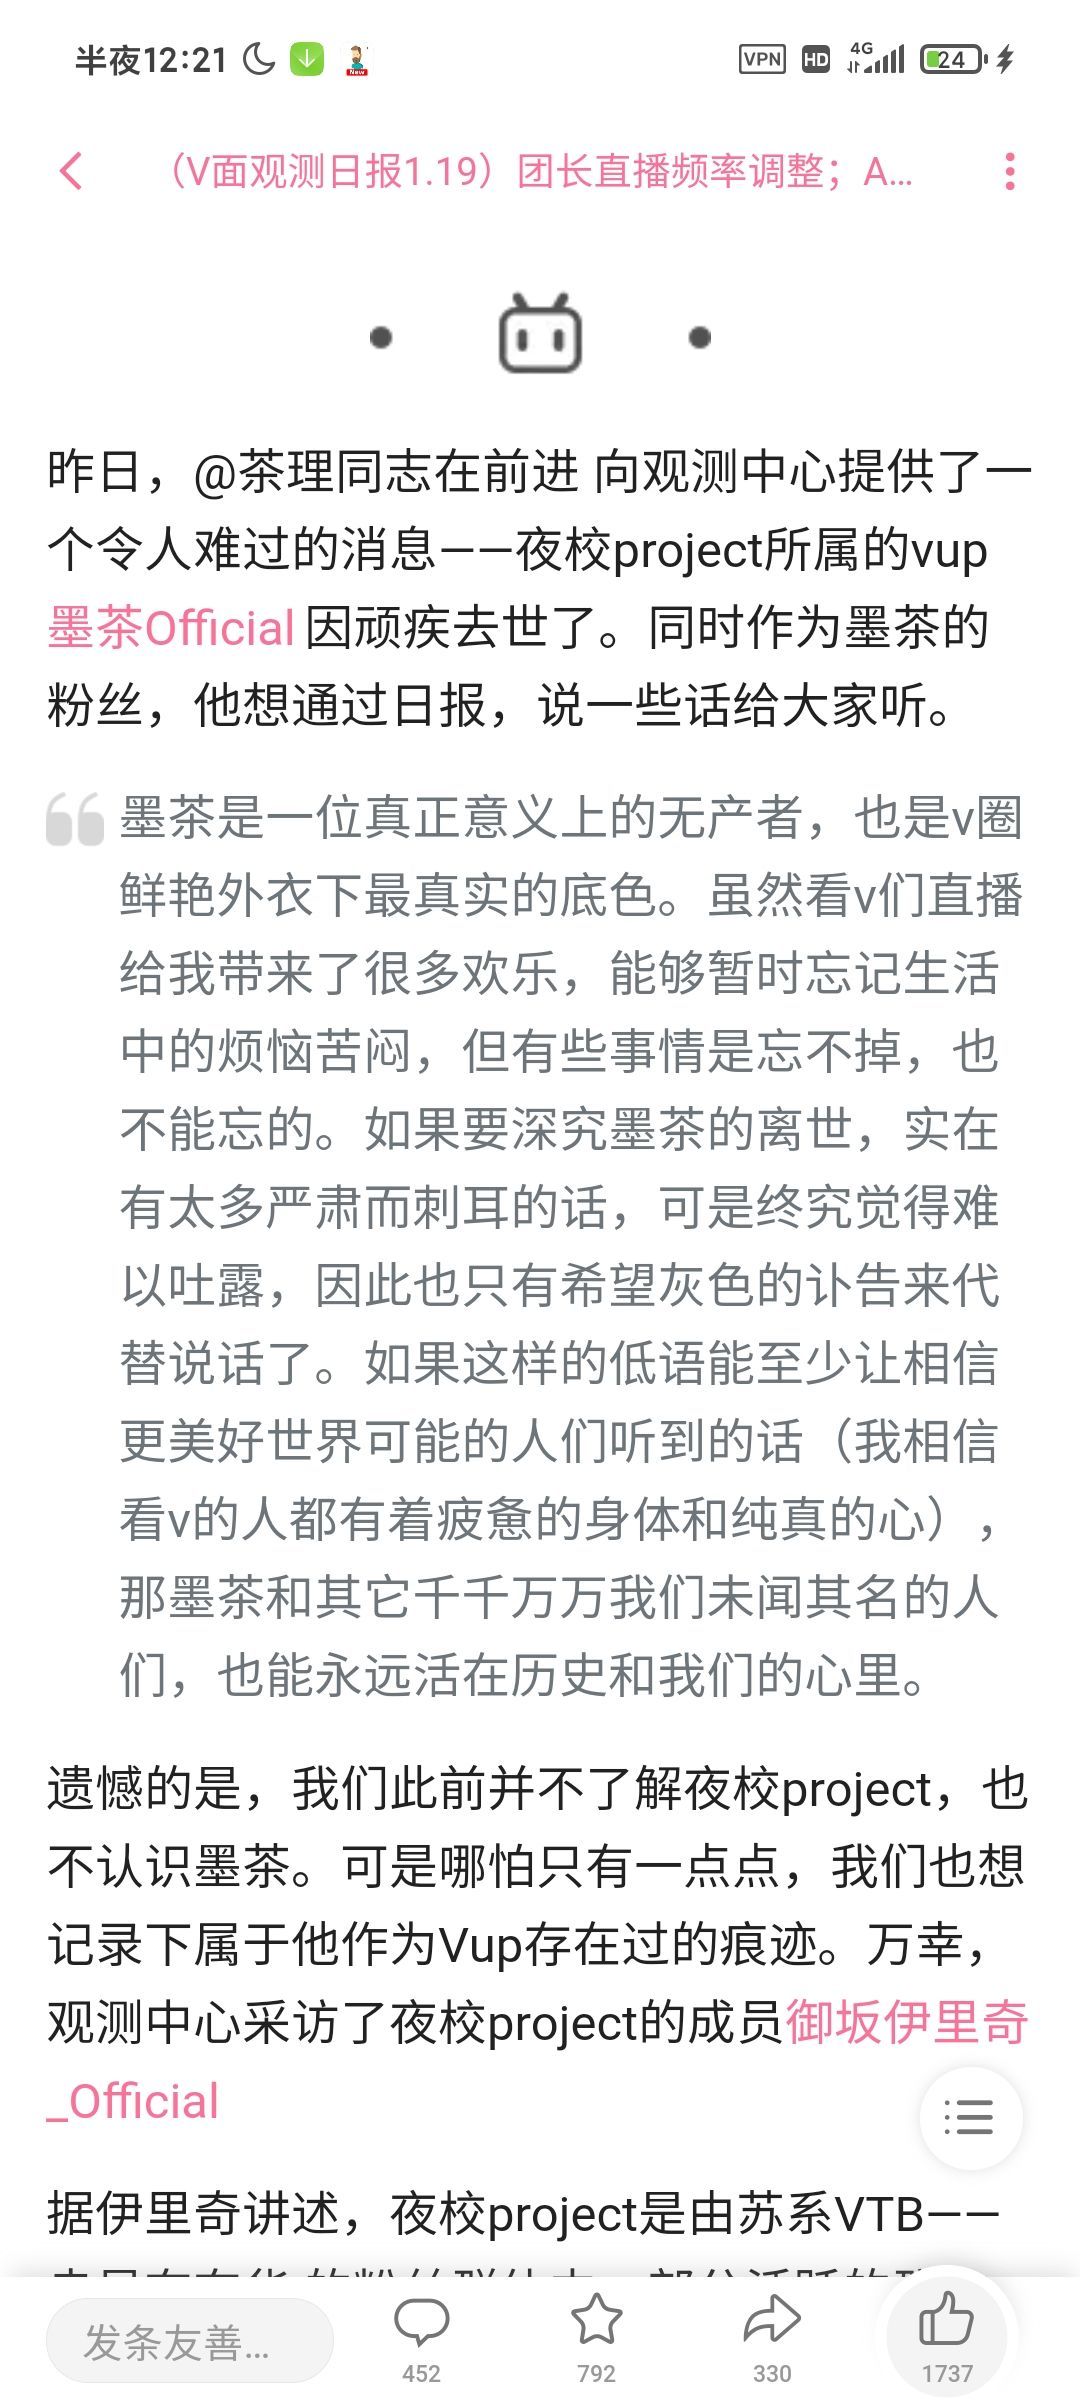 半夜12:21
New
VPN HD 4G 24
（V面观测日报1.19）团长直播频率调整；A...
昨日，@茶理同志在前进 向观测中心提供了一
个令人难过的消息——夜校project所属的vup
墨茶Official 因顽疾去世了。同时作为墨茶的
粉丝，他想通过日报，说一些话给大家听。
墨茶是一位真正意义上的无产者，也是v圈
鲜艳外衣下最真实的底色。虽然看v们直播
给我带来了很多欢乐，能够暂时忘记生活
中的烦恼苦闷，但有些事情是忘不掉，也
不能忘的。如果要深究墨茶的离世，实在
有太多严肃而刺耳的话，可是终究觉得难
以吐露，因此也只有希望灰色的讣告来代
替说话了。如果这样的低语能至少让相信
更美好世界可能的人们听到的话（我相信
看v的人都有着疲惫的身体和纯真的心），
那墨茶和其它千千万万我们未闻其名的人
们，也能永远活在历史和我们的心里。
遗憾的是，我们此前并不了解夜校project，也
不认识墨茶。可是哪怕只有一点点，我们也想
记录下属于他作为Vup存在过的痕迹。万幸，
观测中心采访了夜校project的成员御坂伊里奇
_Official
据伊里奇讲述，夜校project是由苏系VTB——
发条友善...
452
792
330
1737